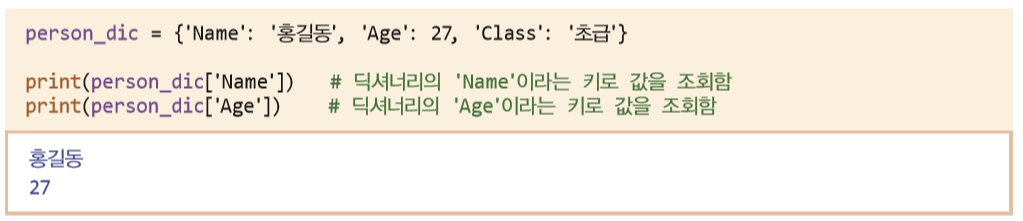 person_dic = {'Name': '홍길동', 'Age': 27, 'Class': '초급'}
print(person_dic['Name'])   # 딕셔너리의 'Name'이라는 키로 값을 조회함
print(person_dic['Age'])    # 딕셔너리의 'Age'이라는 키로 값을 조회함
홍길동
27